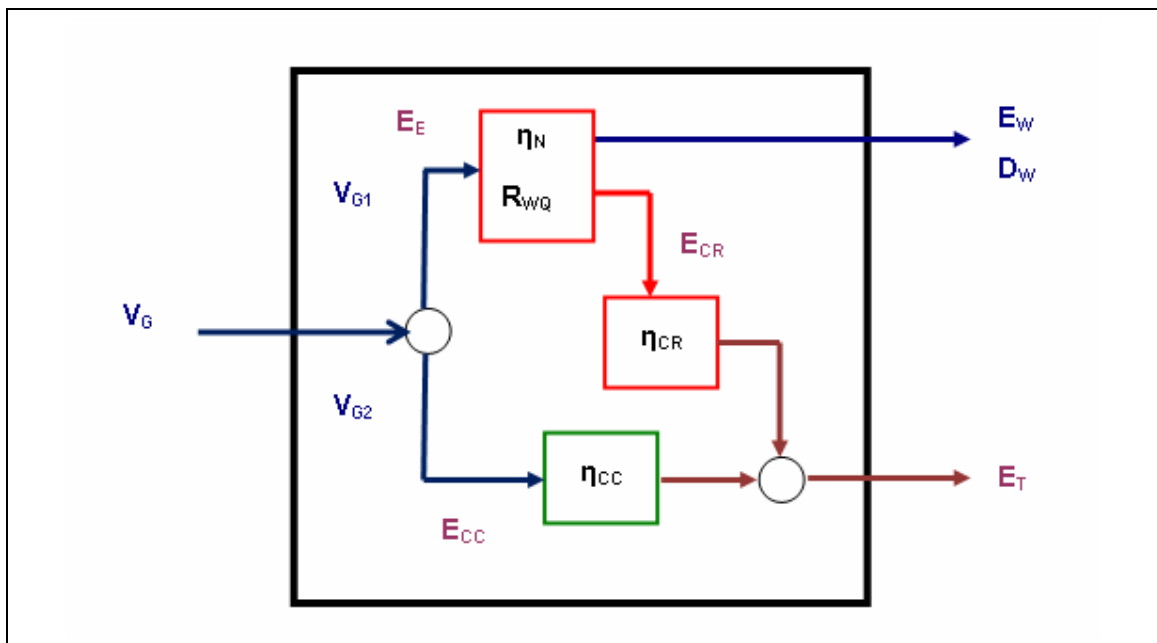 E_E
η_N
R_WQ
E_W
D_W
V_G1
E_CR
V_G
η_CR
V_G2
η_CC
E_T
E_CC